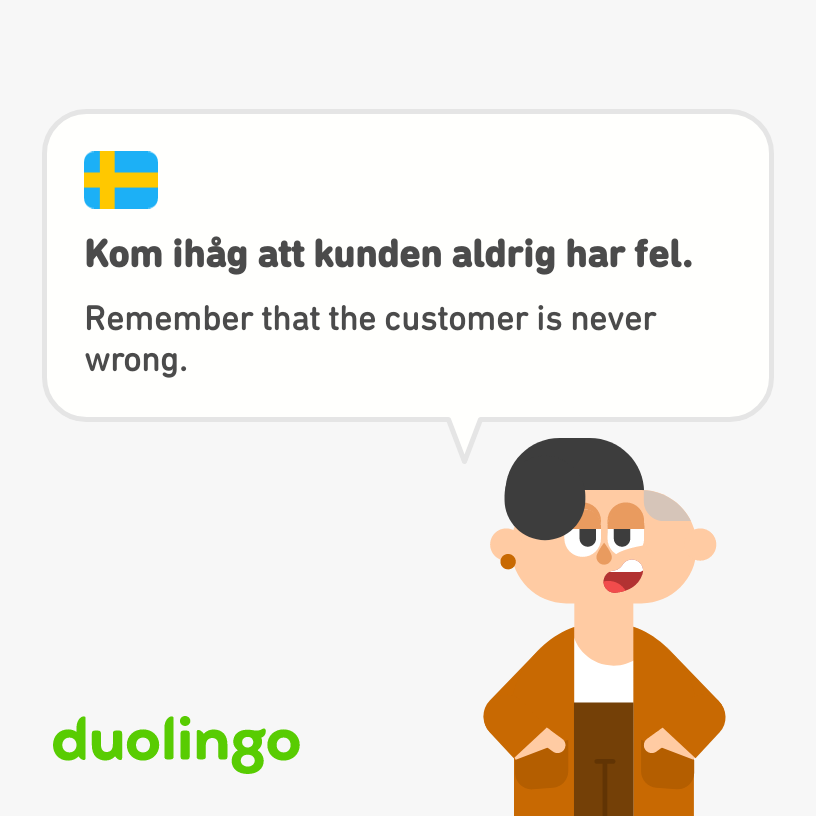 Kom ihåg att kunden aldrig har fel.
Remember that the customer is never
wrong.
duolingo